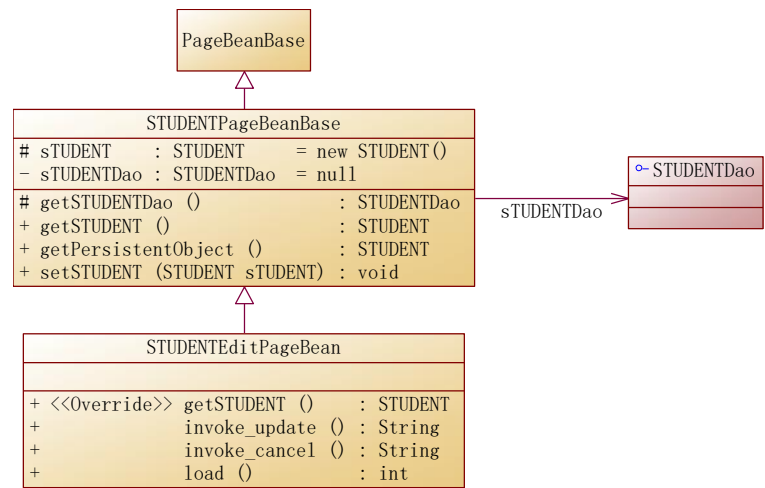 PageBeanBase
STUDENTPageBeanBase
# sTUDENT : STUDENT = new STUDENT()
- sTUDENTDao : STUDENTDao = null
# getSTUDENTDao () : STUDENTDao
+ getSTUDENT () : STUDENT
+ getPersistentObject () : STUDENT
+ setSTUDENT (STUDENT sTUDENT) : void
sTUDENTDao
STUDENTDao
STUDENTEditPageBean
+ <<Override>> getSTUDENT () : STUDENT
+ invoke_update () : String
+ invoke_cancel () : String
+ load () : int